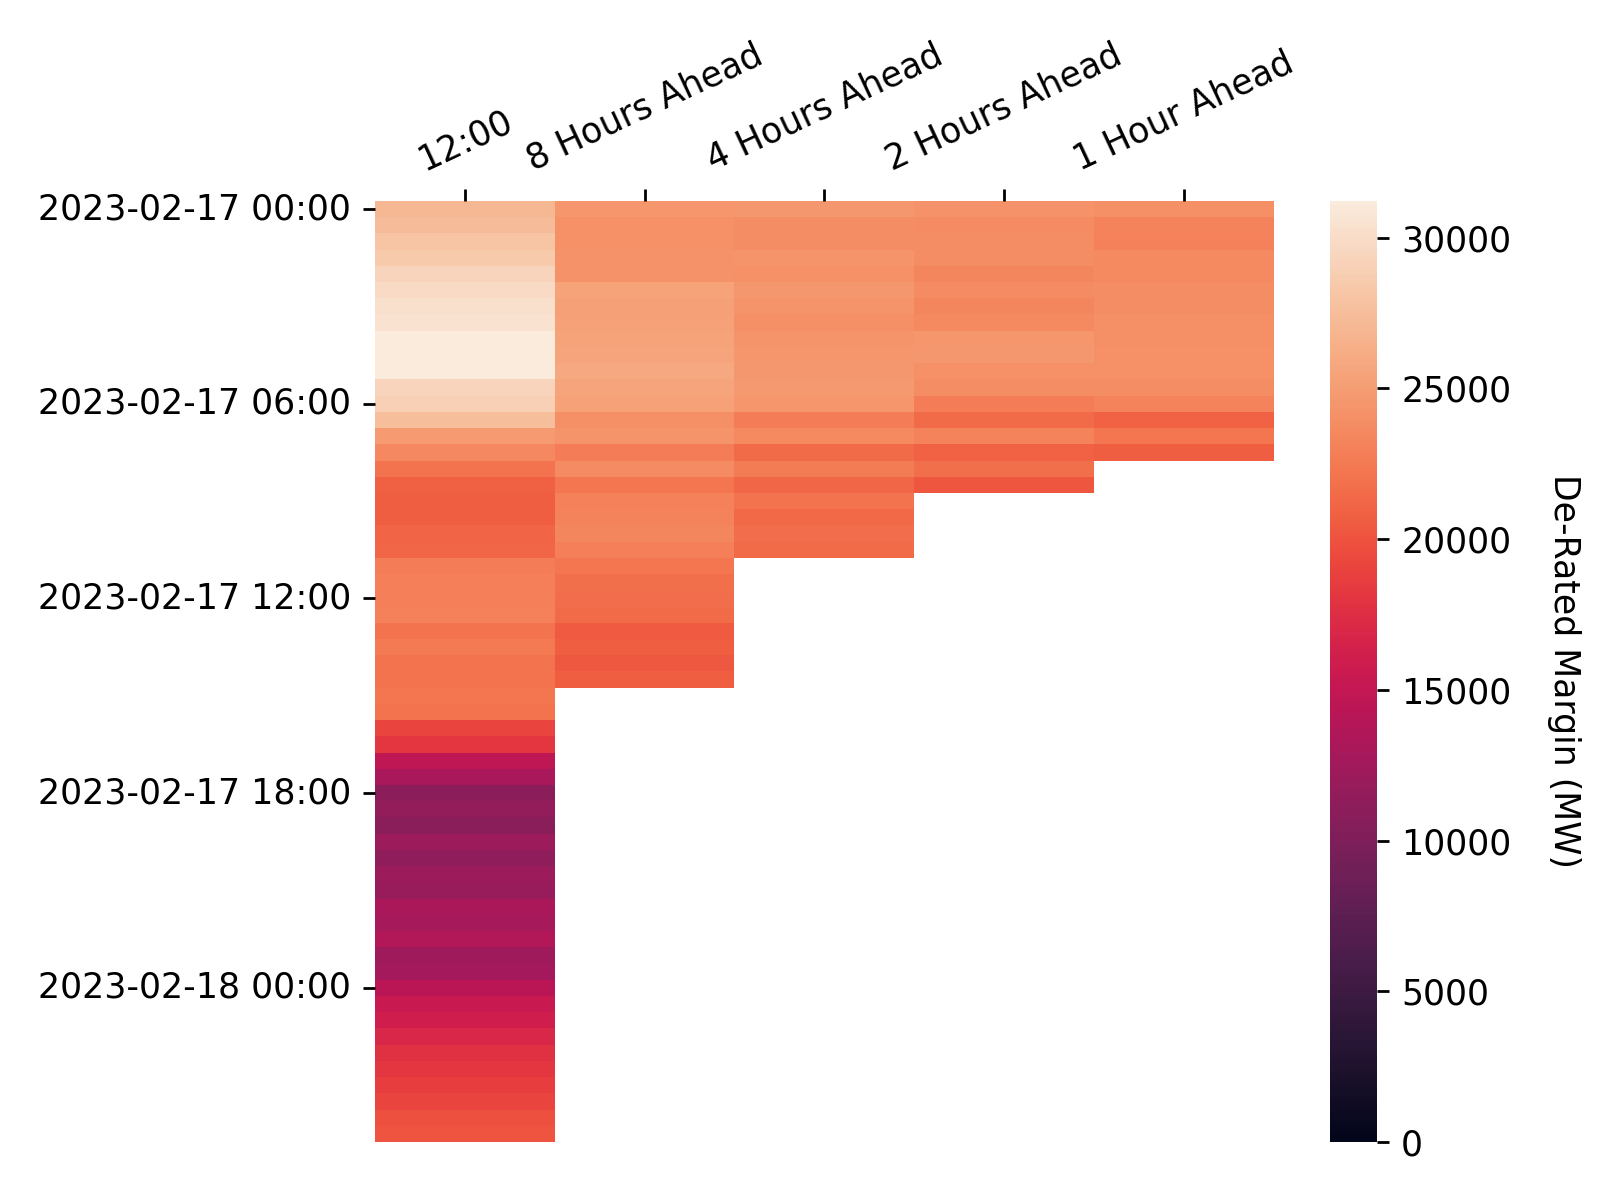 12:00
8 Hours Ahead
4 Hours Ahead
2 Hours Ahead
1 Hour Ahead
2023-02-17 00:00
2023-02-17 06:00
2023-02-17 12:00
2023-02-17 18:00
2023-02-18 00:00
30000
25000
20000
15000
10000
5000
0
De-Rated Margin (MW)